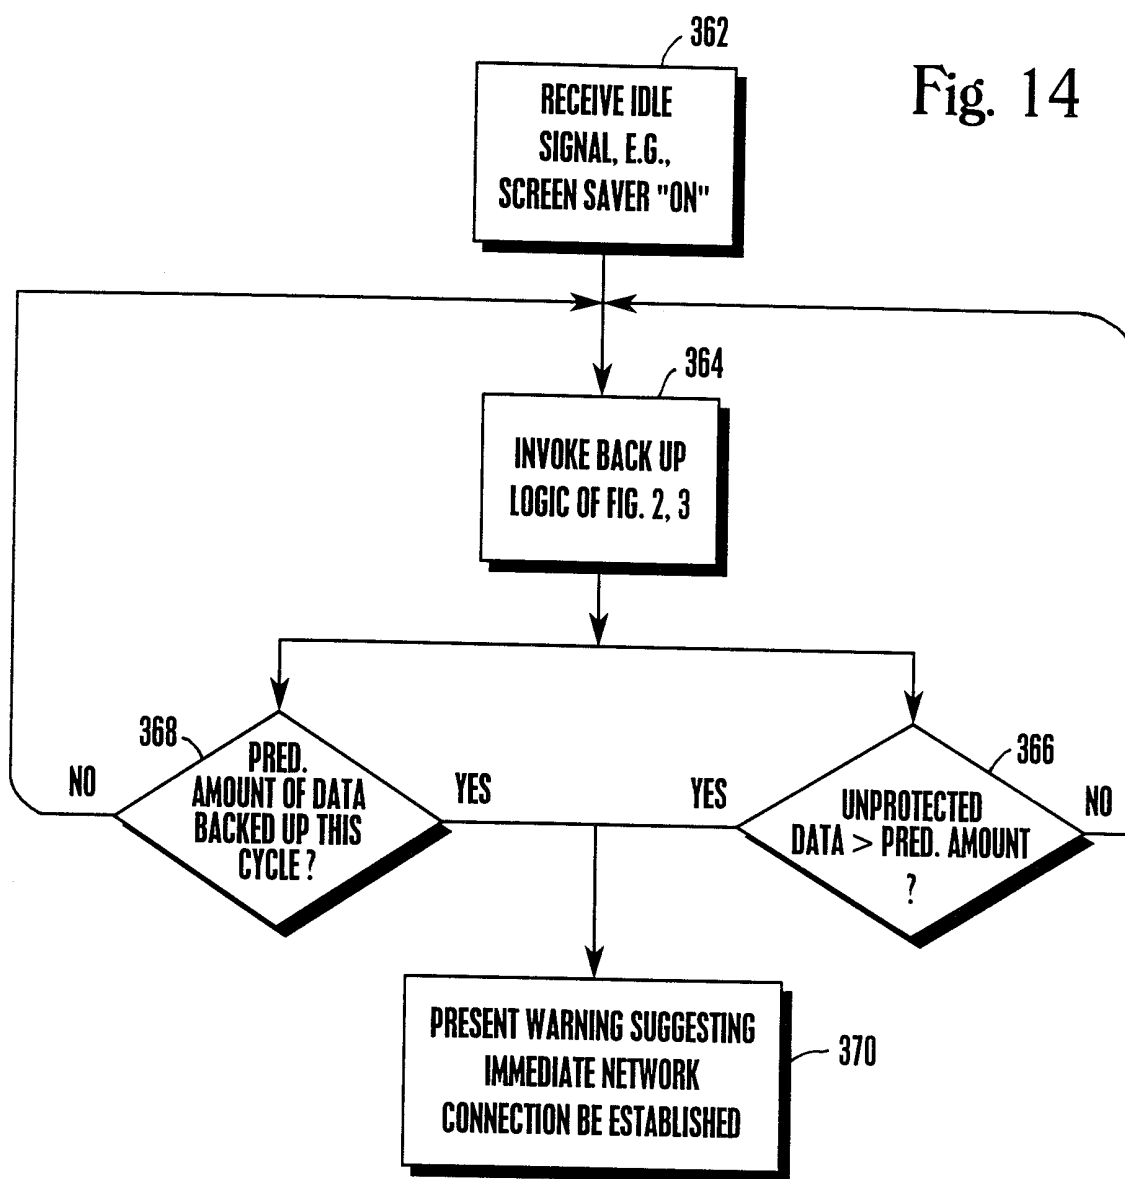 362
Fig. 14
RECEIVE IDLE
SIGNAL, E.G.,
SCREEN SAVER "ON"
364
INVOKE BACK UP
LOGIC OF FIG. 2, 3
368
PRED.
AMOUNT OF DATA
BACKED UP THIS
CYCLE ?
NO
YES
YES
366
UNPROTECTED
DATA > PRED. AMOUNT
?
NO
PRESENT WARNING SUGGESTING
IMMEDIATE NETWORK
CONNECTION BE ESTABLISHED
370